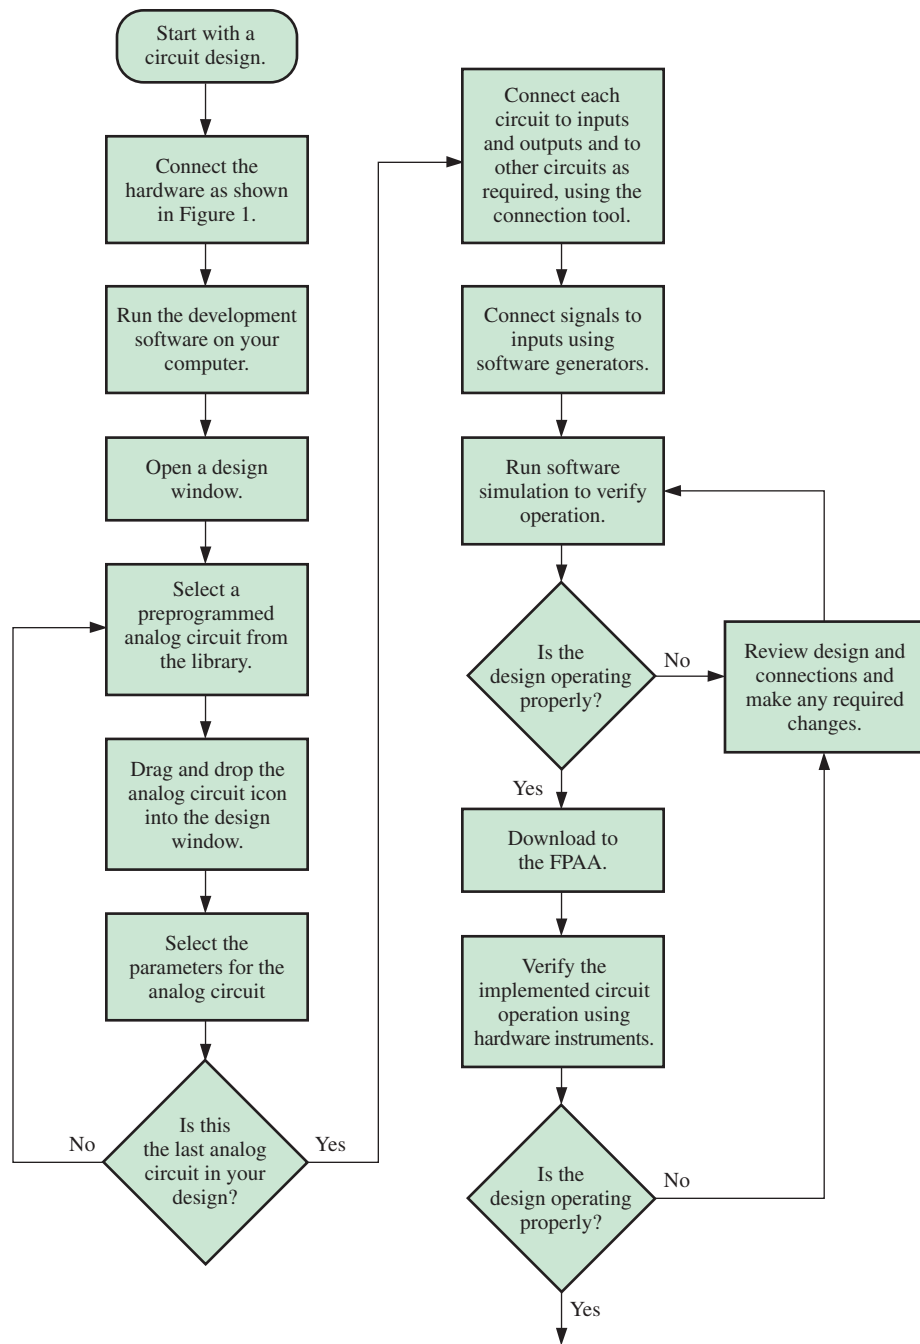 Start with a
circuit design.
Connect the
hardware as shown
in Figure 1.
Run the development
software on your
computer.
Open a design
window.
Select a
preprogrammed
analog circuit from
the library.
Drag and drop the
analog circuit icon
into the design
window.
Select the
parameters for the
analog circuit
Is this
the last analog
circuit in your
design?
No
Yes
Connect each
circuit to inputs
and outputs and to
other circuits as
required, using the
connection tool.
Connect signals to
inputs using
software generators.
Run software
simulation to verify
operation.
Is the
design operating
properly?
No
Review design and
connections and
make any required
changes.
Yes
Download to
the FPAA.
Verify the
implemented circuit
operation using
hardware instruments.
Is the
design operating
properly?
No
Yes